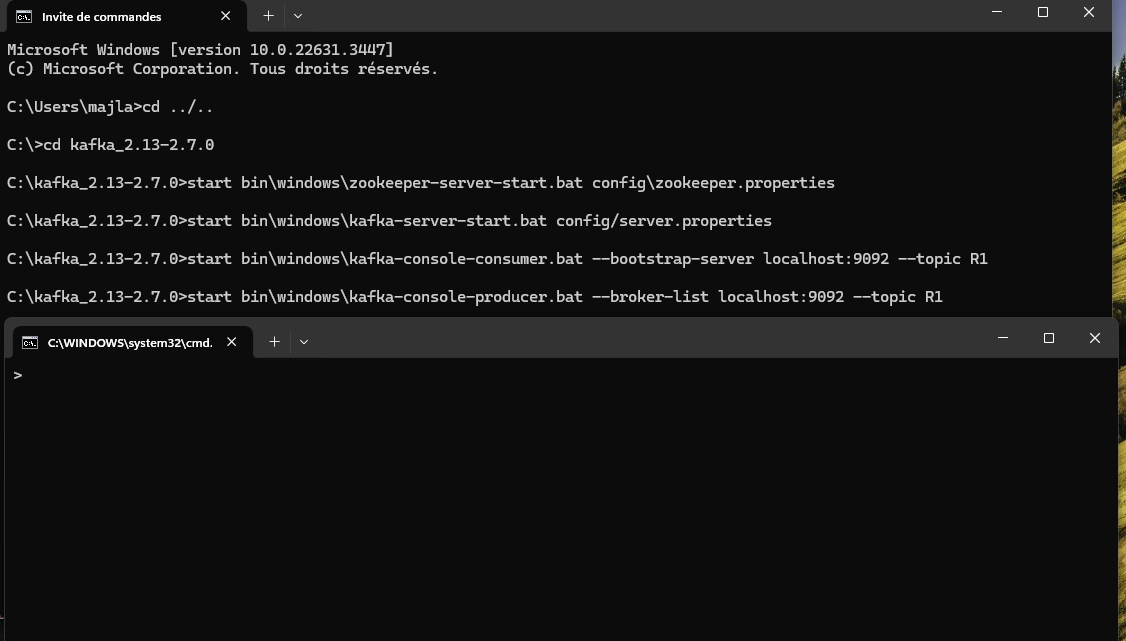 Invite de commandes
Microsoft Windows [version 10.0.22631.3447]
(c) Microsoft Corporation. Tous droits réservés.
C:\Users\majla>cd ../..
C:\>cd kafka_2.13-2.7.0
C:\kafka_2.13-2.7.0>start bin\windows\zookeeper-server-start.bat config\zookeeper.properties
C:\kafka_2.13-2.7.0>start bin\windows\kafka-server-start.bat config/server.properties
C:\kafka_2.13-2.7.0>start bin\windows\kafka-console-consumer.bat --bootstrap-server localhost:9092 --topic R1
C:\kafka_2.13-2.7.0>start bin\windows\kafka-console-producer.bat --broker-list localhost:9092 --topic R1
C:\WINDOWS\system32\cmd.
>